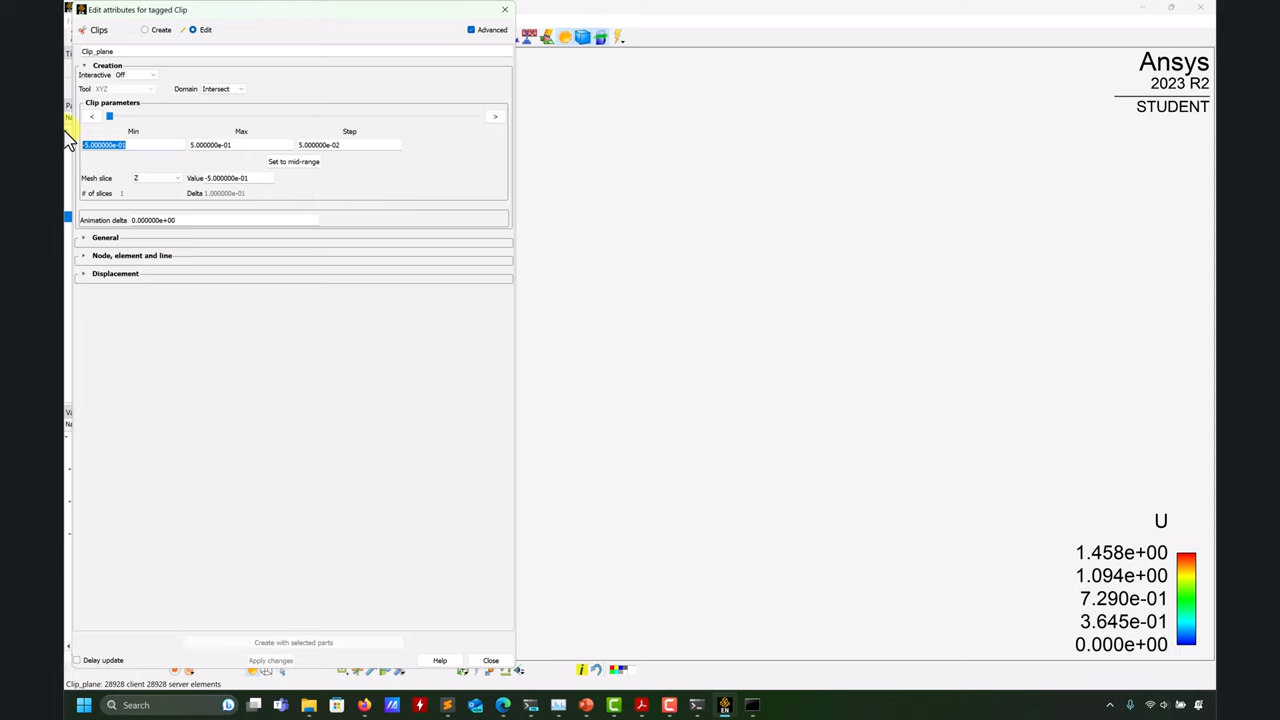 Edit attributes for tagged Clip
Clips Create Edit Advanced
Clip_plane
Creation
Interactive Off
Tool XYZ Domain Intersect
Clip parameters
< >
Min Max Step
-5.000000e-01 5.000000e-01 5.000000e-02
Set to mid-range
Mesh slice Z Value -5.000000e-01
# of slices 1 Delta 1.000000e-01
Animation delta 0.000000e+00
General
Node, element and line
Displacement
Create with selected parts
Delay update Apply changes Help Close
Clip_plane: 28928 client 28928 server elements
Ansys
2023 R2
STUDENT
U
1.458e+00
1.094e+00
7.290e-01
3.645e-01
0.000e+00
Search
EN